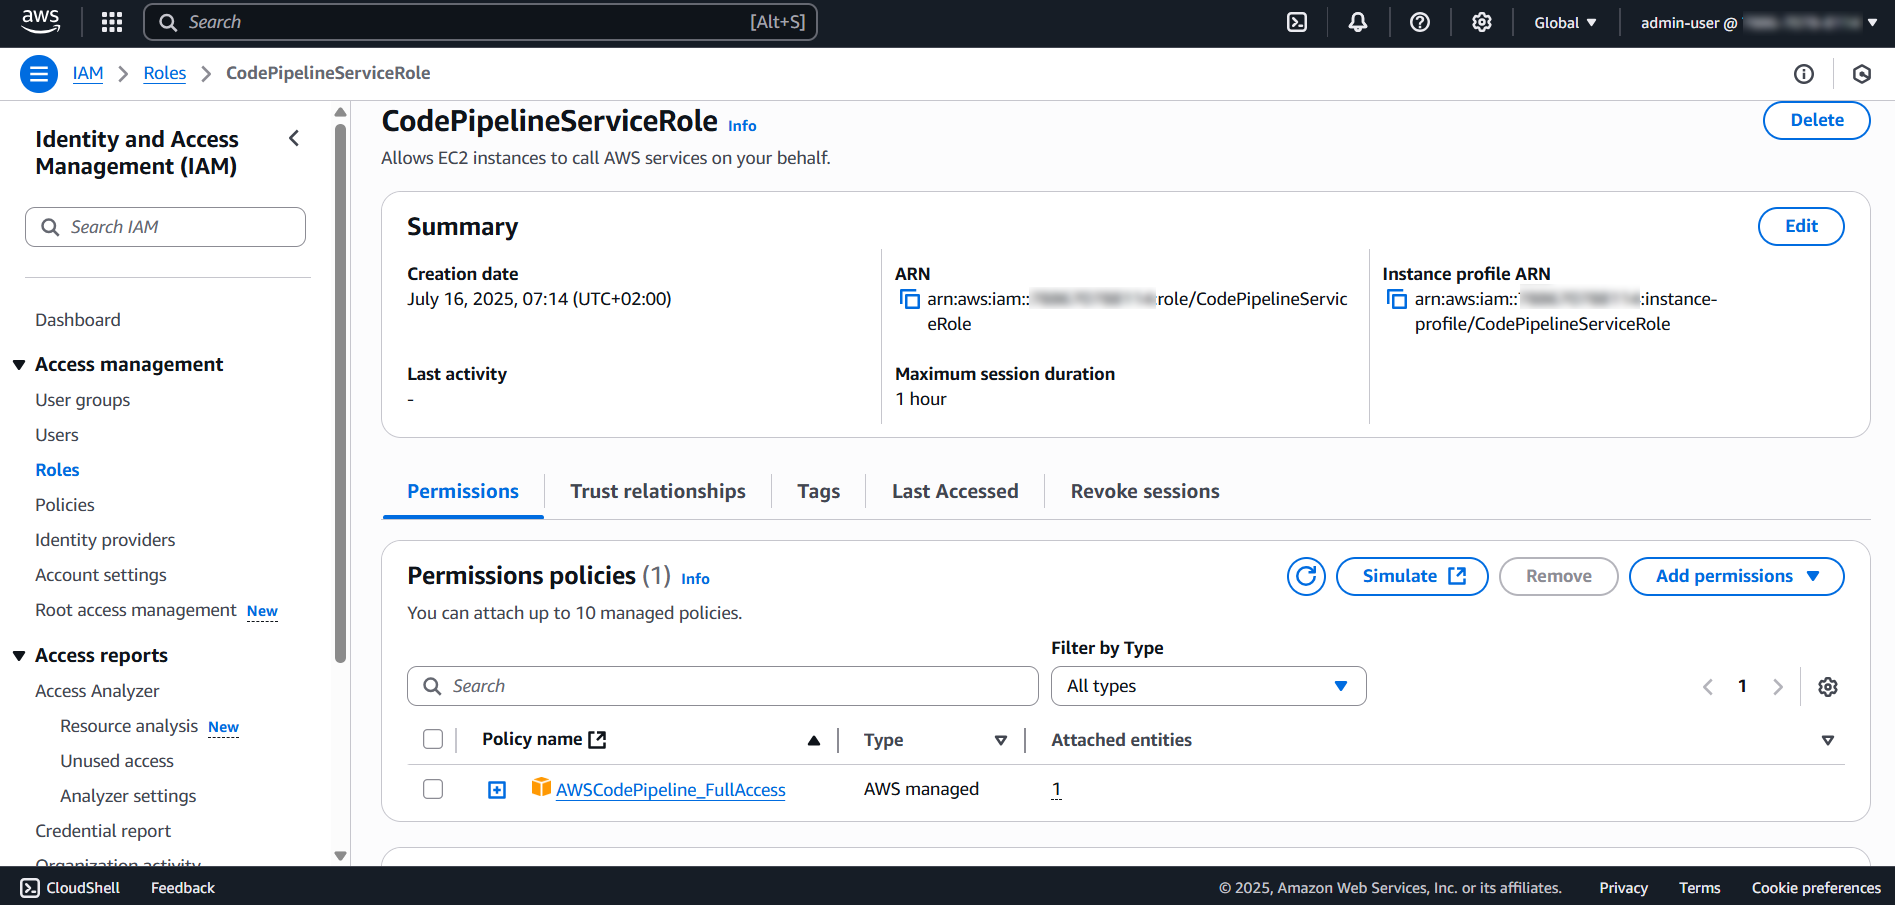 aws
Search [Alt+S]
Global
admin-user @
IAM
Roles
CodePipelineServiceRole
Identity and Access
Management (IAM)
Search IAM
Dashboard
Access management
User groups
Users
Roles
Policies
Identity providers
Account settings
Root access management New
Access reports
Access Analyzer
Resource analysis New
Unused access
Analyzer settings
Credential report
Organization activity
CodePipelineServiceRole Info
Delete
Allows EC2 instances to call AWS services on your behalf.
Summary
Edit
Creation date
July 16, 2025, 07:14 (UTC+02:00)
ARN
arn:aws:iam:: role/CodePipelineServic
eRole
Instance profile ARN
arn:aws:iam:: :instance-
profile/CodePipelineServiceRole
Last activity
-
Maximum session duration
1 hour
Permissions
Trust relationships
Tags
Last Accessed
Revoke sessions
Permissions policies (1) Info
Simulate
Remove
Add permissions
You can attach up to 10 managed policies.
Filter by Type
Search
All types
1
Policy name
Type
Attached entities
AWSCodePipeline_FullAccess
AWS managed
1
CloudShell
Feedback
© 2025, Amazon Web Services, Inc. or its affiliates.
Privacy
Terms
Cookie preferences